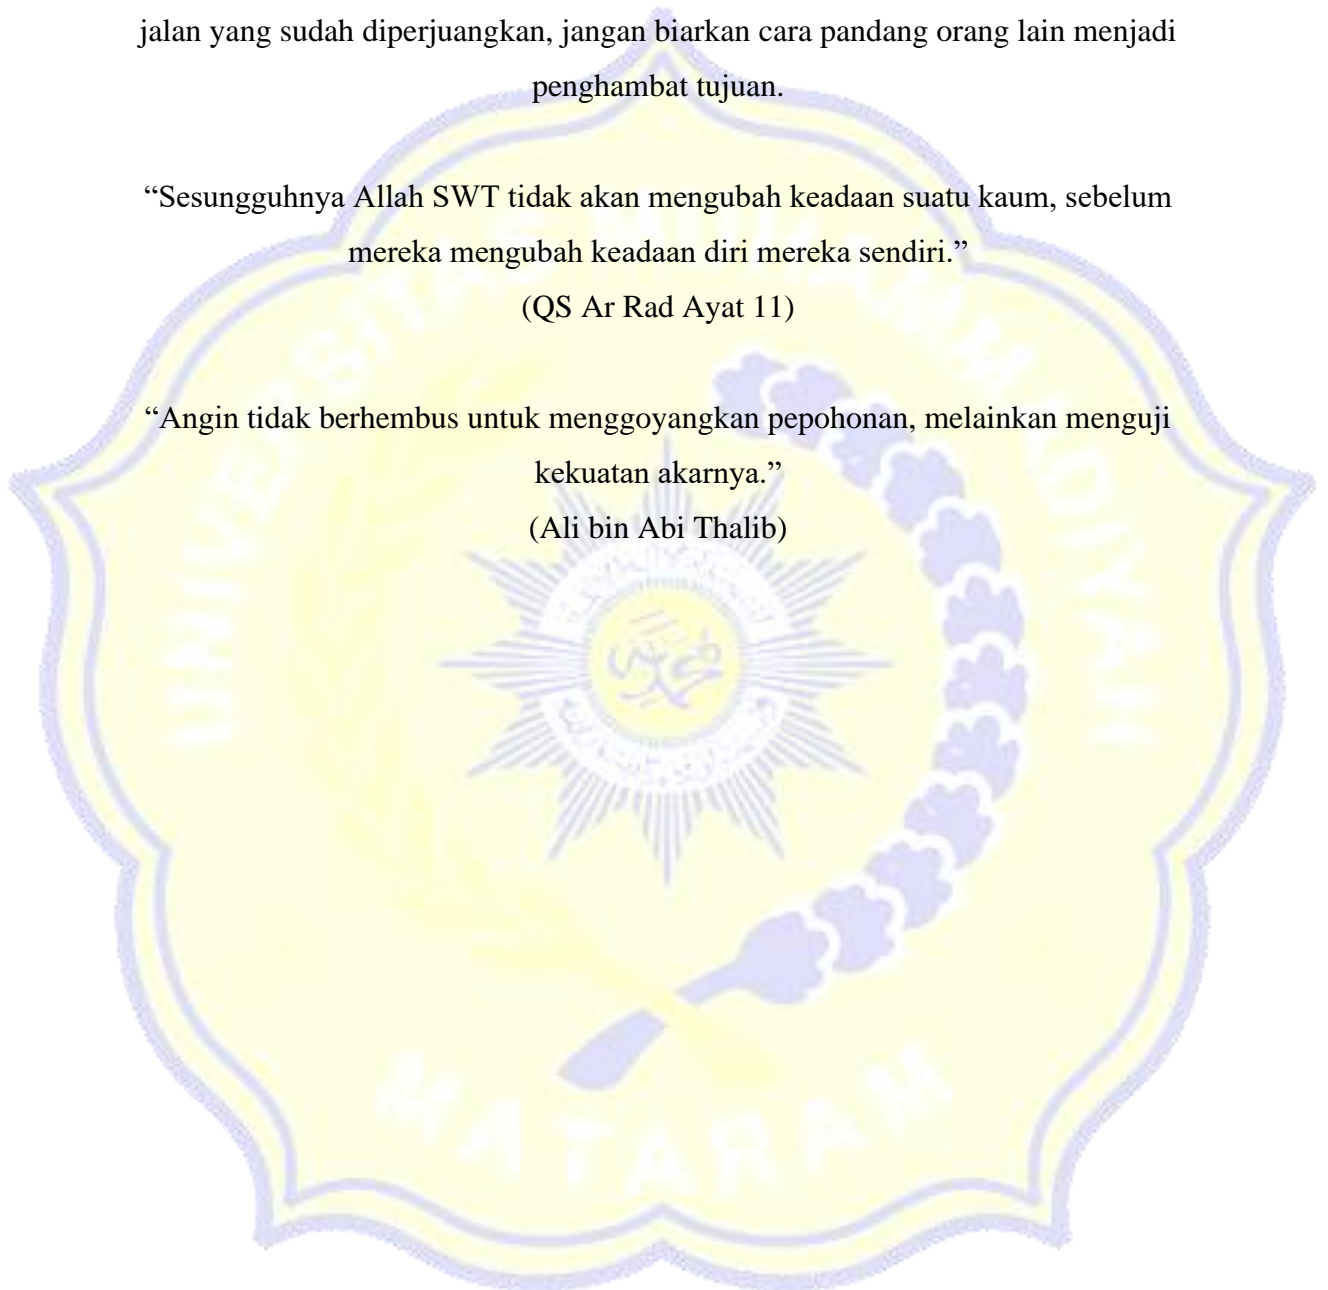 jalan yang sudah diperjuangkan, jangan biarkan cara pandang orang lain menjadi
penghambat tujuan.
“Sesungguhnya Allah SWT tidak akan mengubah keadaan suatu kaum, sebelum
mereka mengubah keadaan diri mereka sendiri.”
(QS Ar Rad Ayat 11)
“Angin tidak berhembus untuk menggoyangkan pepohonan, melainkan menguji
kekuatan akarnya.”
(Ali bin Abi Thalib)
UNIVERSITAS MUHAMMADIYAH
MATARAM